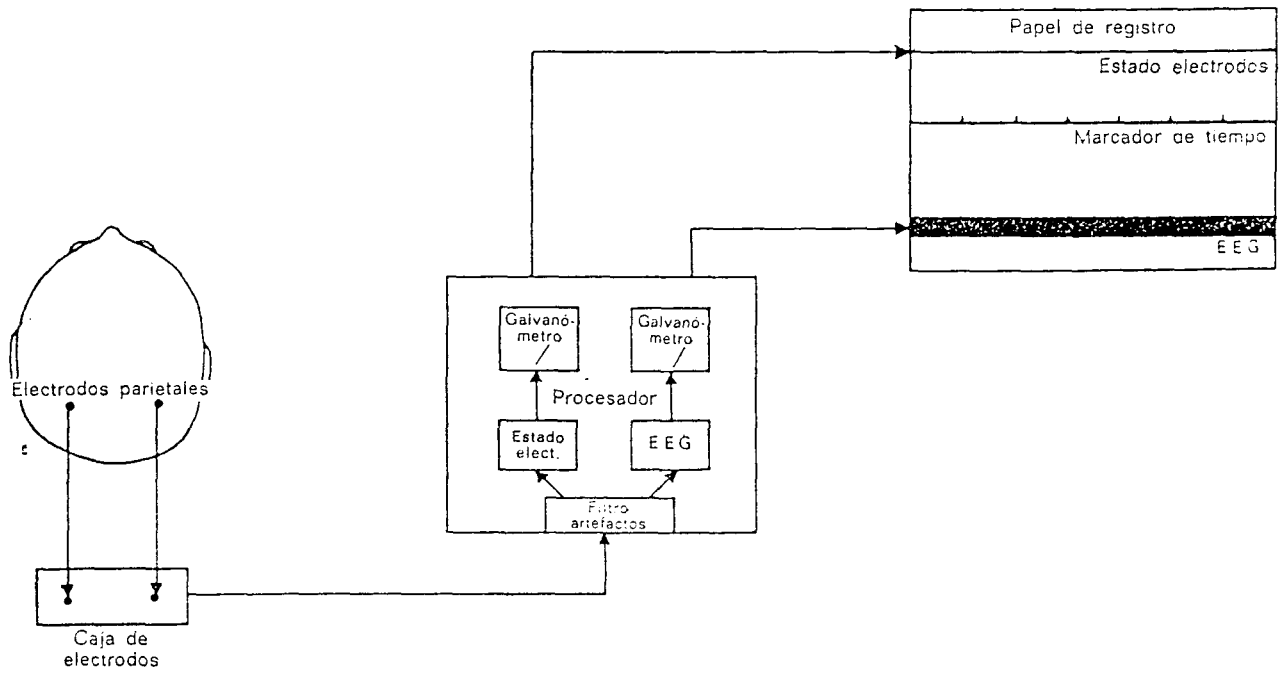 Papel de registro
Estado electrodos
Marcador de tiempo
EEG
Galvanó-
metro
Galvanó-
metro
Electrodos parietales
Procesador
Estado
elect.
EEG
Filtro
artefactos
Caja de
electrodos